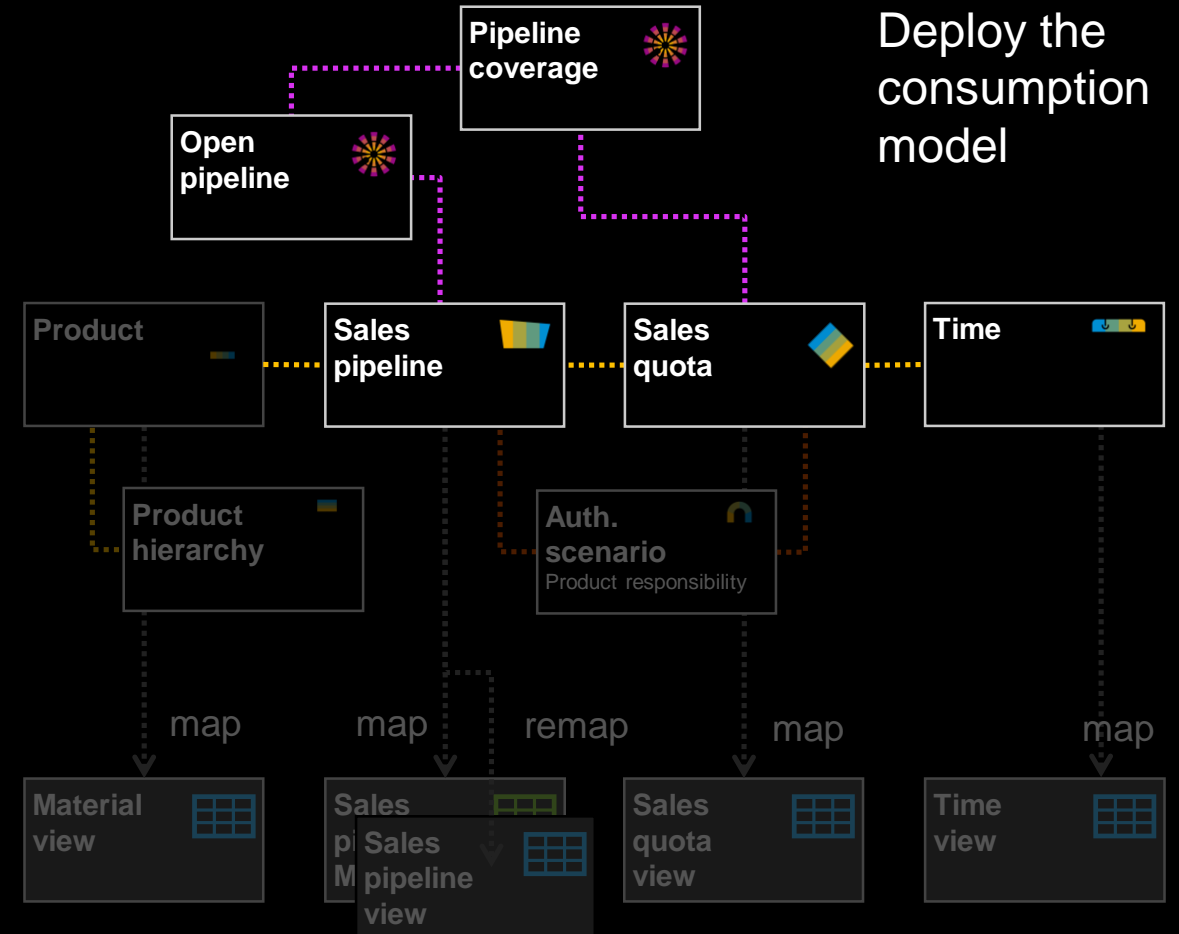 Deploy the
consumption
model
Pipeline
coverage
Open
pipeline
Product
Sales
pipeline
Sales
quota
Time
Product
hierarchy
Auth.
scenario
Product responsibility
map
map
remap
map
map
Material
view
Sales
Sales
pipeline
view
Sales
quota
view
Time
view